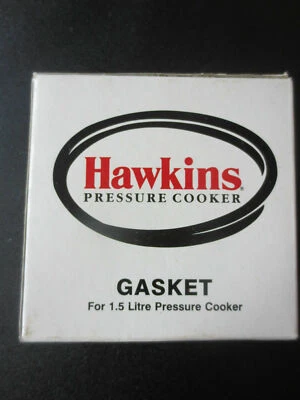 Hawkins®
PRESSURE COOKER
GASKET
For 1.5 Litre Pressure Cooker